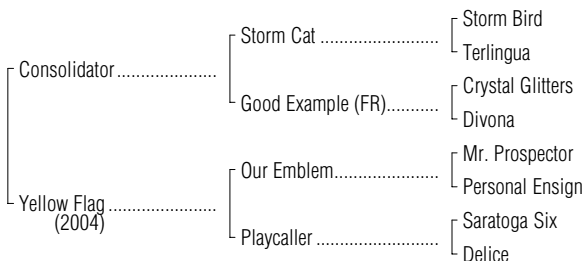 Storm Bird
Storm Cat ........................
Terlingua
Consolidator ....................
Crystal Glitters
Good Example (FR)...........
Divona
Mr. Prospector
Our Emblem.....................
Personal Ensign
Yellow Flag ......................
(2004)
Saratoga Six
Playcaller .........................
Delice